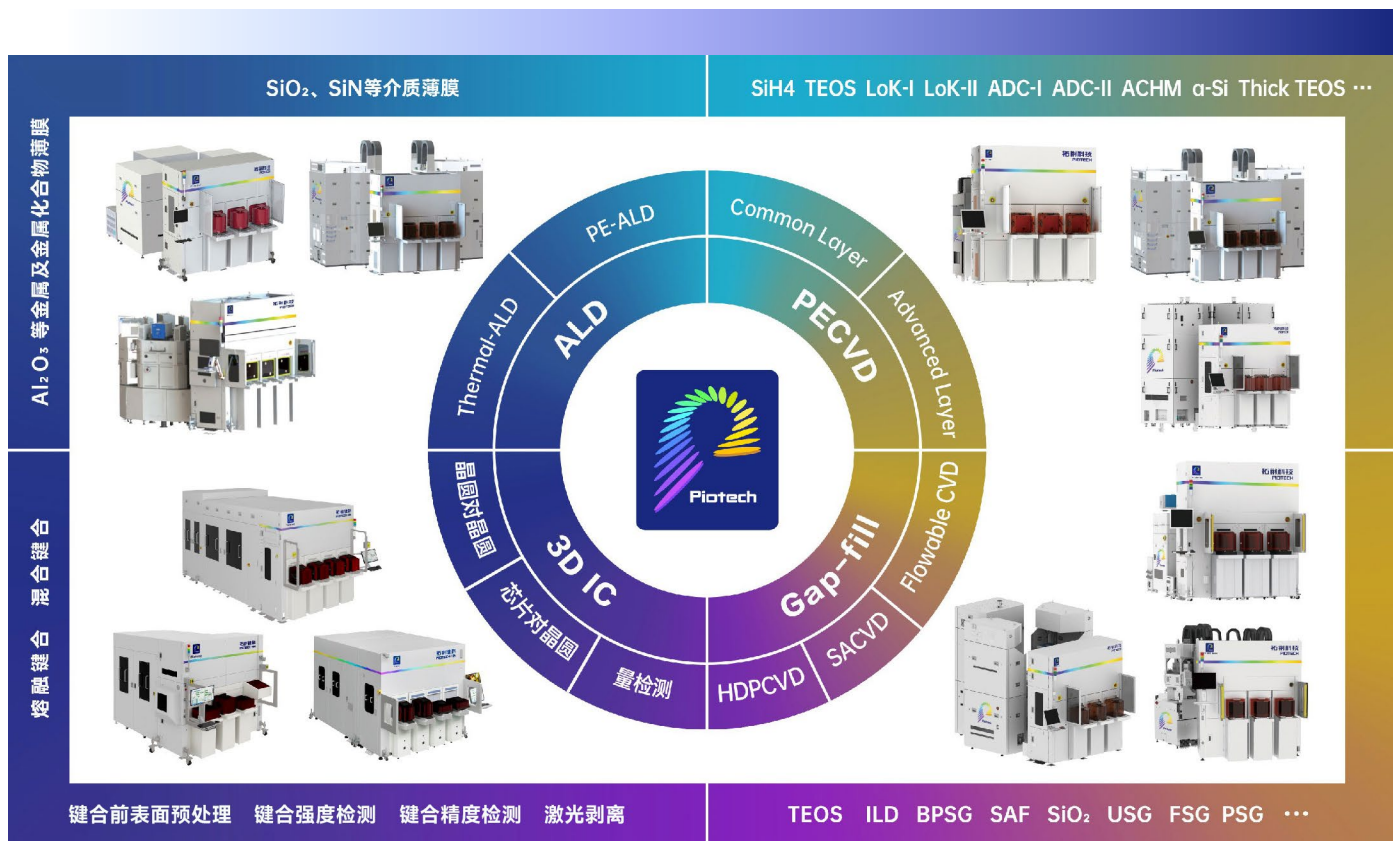 SiO₂、SiN等介质薄膜
SiH4 TEOS LoK-I LoK-II ADC-I ADC-II ACHM α-Si Thick TEOS ···
Al₂O₃ 等金属及金属化合物薄膜
熔融键合 混合键合
PE-ALD
Thermal-ALD
ALD
Common Layer
Advanced Layer
PECVD
拓荆科技
PIOTECH
Piotech
晶圆对晶圆
芯片对晶圆
量检测
3D IC
Flowable CVD
SACVD
HDPCVD
Gap-fill
键合前表面预处理 键合强度检测 键合精度检测 激光剥离
TEOS ILD BPSG SAF SiO₂ USG FSG PSG ···